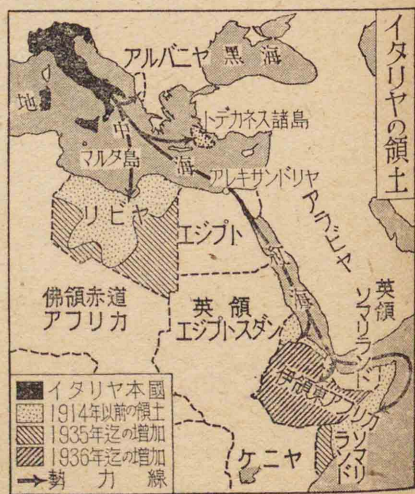 イタリヤの領土
アルバニヤ
黑海
地中海
トデカネス諸島
マルタ島
アレキサンドリヤ
リビヤ
エジプト
アラビヤ
紅海
佛領赤道
アフリカ
英領
エジプトスダン
英領
ソマリランド
伊領東アフリカ
ソマリ
ランド
ケニヤ
イタリヤ本國
1914年以前の領土
1935年迄の増加
1936年迄の増加
勢力線